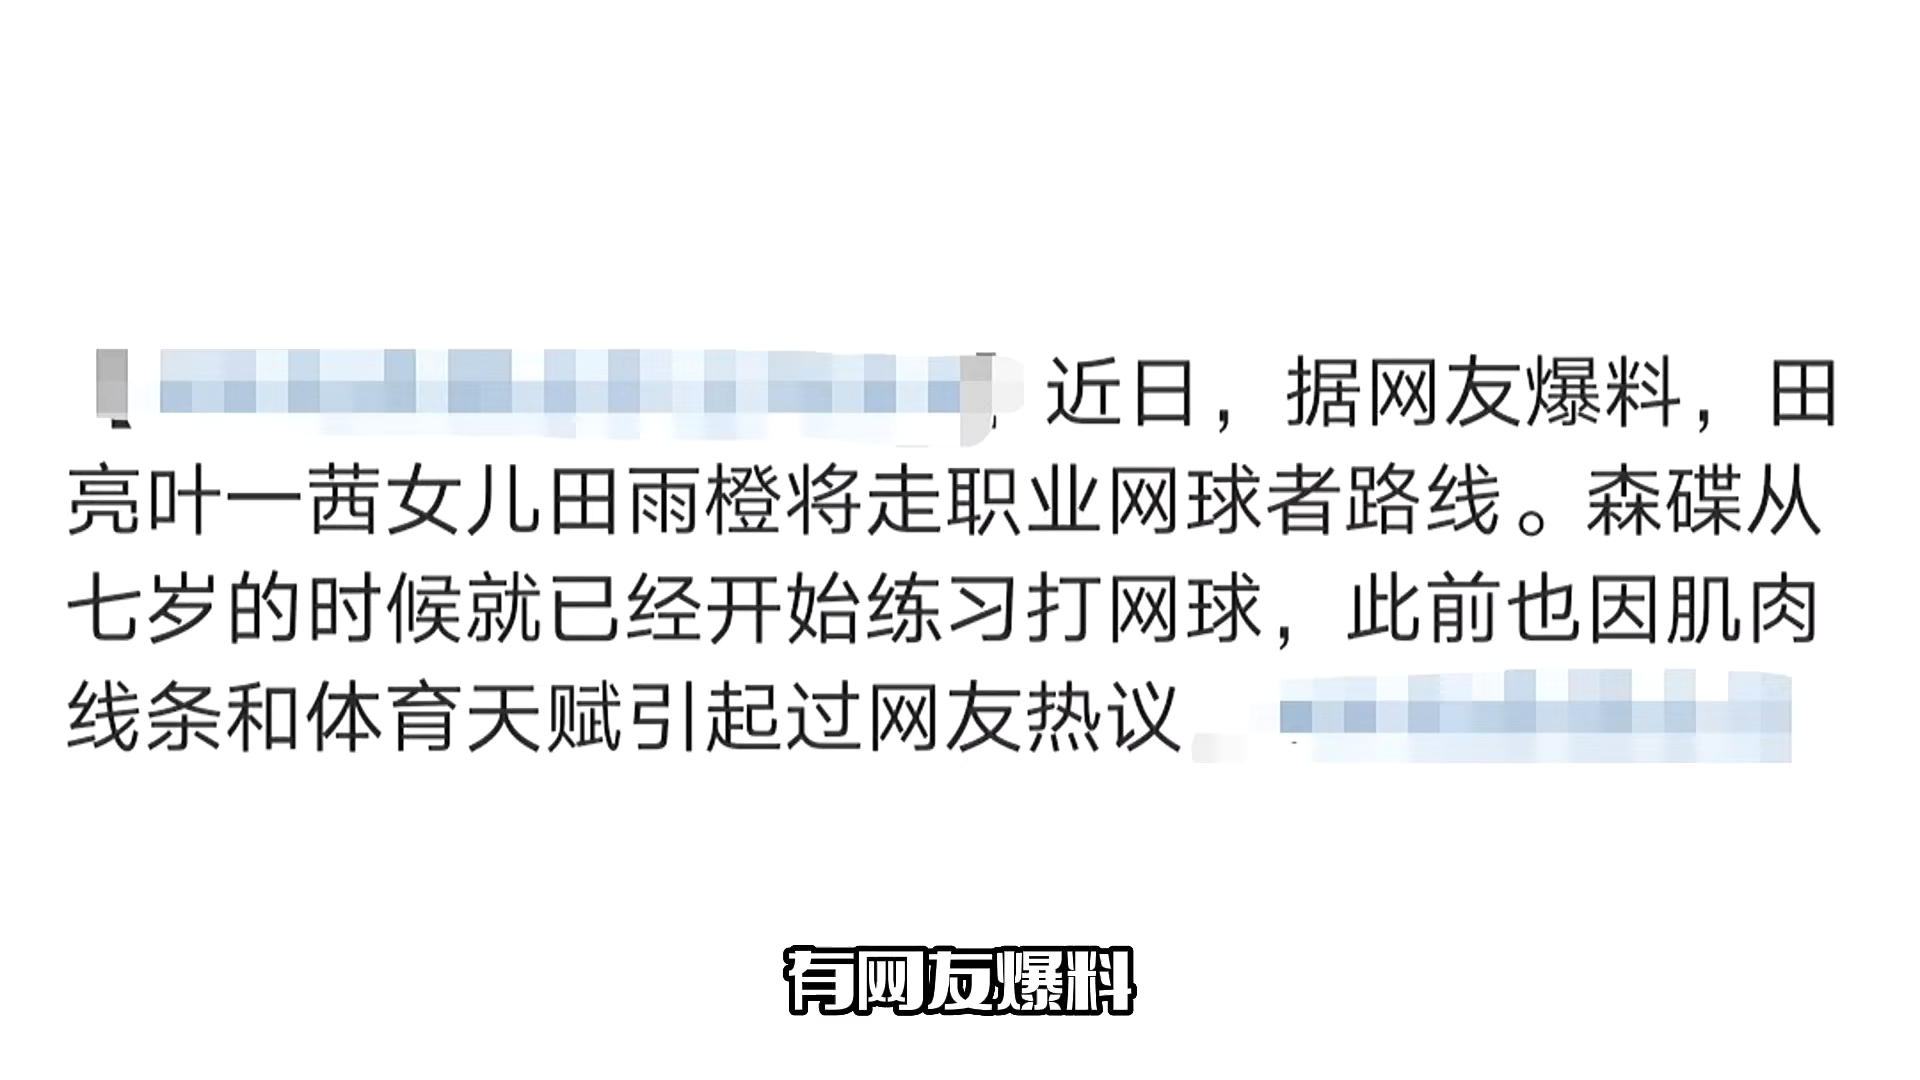 近日，据网友爆料，田
亮叶一茜女儿田雨橙将走职业网球者路线。森碟从
七岁的时候就已经开始练习打网球，此前也因肌肉
线条和体育天赋引起过网友热议
有网友爆料